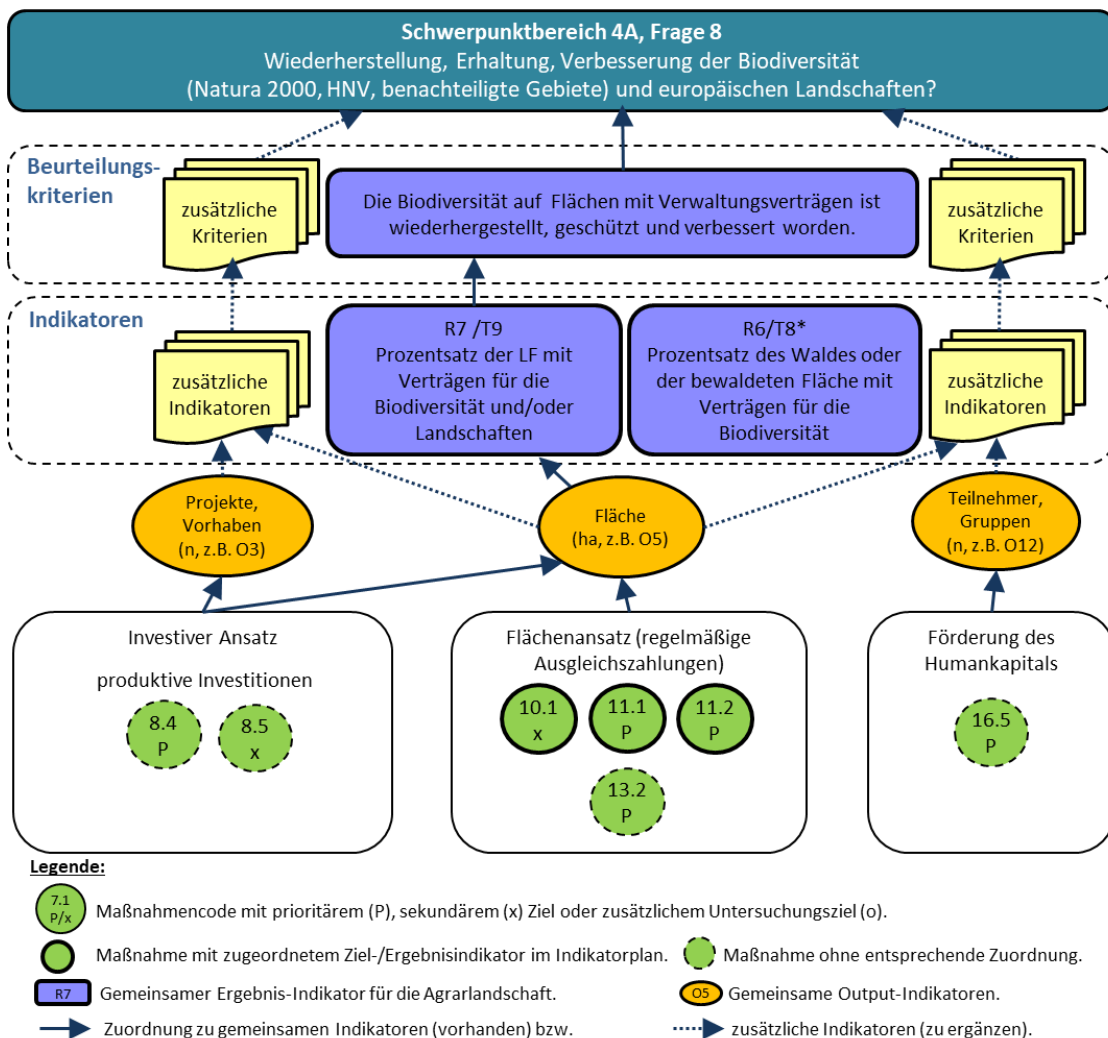 Schwerpunktbereich 4A, Frage 8
Wiederherstellung, Erhaltung, Verbesserung der Biodiversität
(Natura 2000, HNV, benachteiligte Gebiete) und europäischen Landschaften?
Beurteilungs-
kriterien
zusätzliche
Kriterien
Die Biodiversität auf Flächen mit Verwaltungsverträgen ist
wiederhergestellt, geschützt und verbessert worden.
zusätzliche
Kriterien
Indikatoren
zusätzliche
Indikatoren
R7 /T9
Prozentsatz der LF mit
Verträgen für die
Biodiversität und/oder
Landschaften
R6/T8*
Prozentsatz des Waldes oder
der bewaldeten Fläche mit
Verträgen für die
Biodiversität
zusätzliche
Indikatoren
Projekte,
Vorhaben
(n, z.B. O3)
Fläche
(ha, z.B. O5)
Teilnehmer,
Gruppen
(n, z.B. O12)
Investiver Ansatz
produktive Investitionen
8.4
P
8.5
x
Flächenansatz (regelmäßige
Ausgleichszahlungen)
10.1
x
11.1
P
11.2
P
13.2
P
Förderung des
Humankapitals
16.5
P
Legende:
7.1
P/x
Maßnahmencode mit prioritärem (P), sekundärem (x) Ziel oder zusätzlichem Untersuchungsziel (o).
Maßnahme mit zugeordnetem Ziel-/Ergebnisindikator im Indikatorplan.
Maßnahme ohne entsprechende Zuordnung.
R7
Gemeinsamer Ergebnis-Indikator für die Agrarlandschaft.
O5
Gemeinsame Output-Indikatoren.
Zuordnung zu gemeinsamen Indikatoren (vorhanden) bzw.
zusätzliche Indikatoren (zu ergänzen).